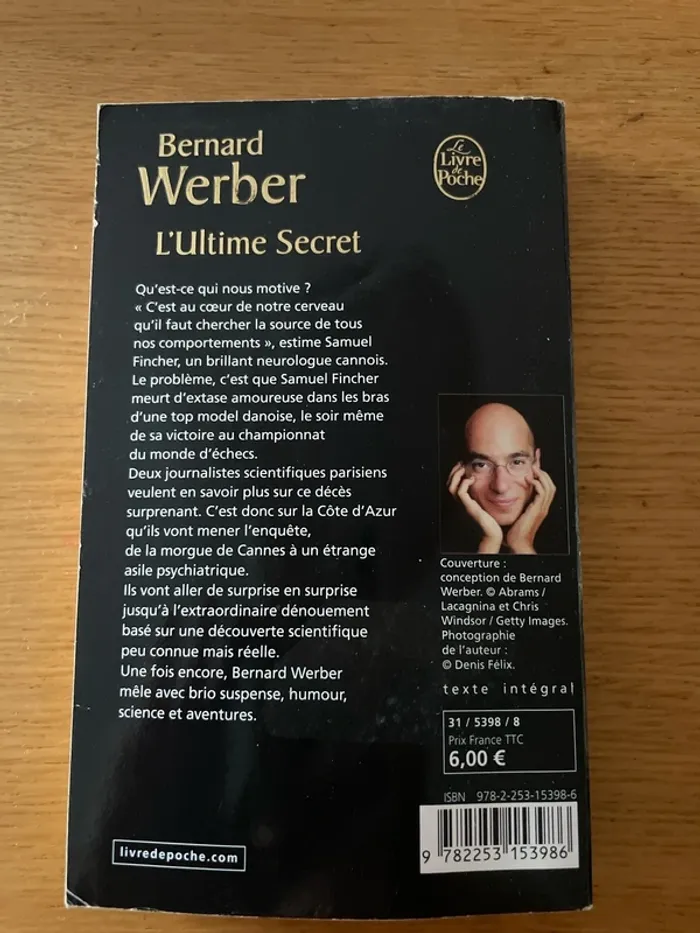 Bernard
Werber
L'Ultime Secret
Le
Livre
de
Poche
Qu'est-ce qui nous motive ?
« C'est au cœur de notre cerveau
qu'il faut chercher la source de tous
nos comportements », estime Samuel
Fincher, un brillant neurologue cannois.
Le problème, c'est que Samuel Fincher
meurt d'extase amoureuse dans les bras
d'une top model danoise, le soir même
de sa victoire au championnat
du monde d'échecs.
Deux journalistes scientifiques parisiens
veulent en savoir plus sur ce décès
surprenant. C'est donc sur la Côte d'Azur
qu'ils vont mener l'enquête,
de la morgue de Cannes à un étrange
asile psychiatrique.
Ils vont aller de surprise en surprise
jusqu'à l'extraordinaire dénouement
basé sur une découverte scientifique
peu connue mais réelle.
Une fois encore, Bernard Werber
mêle avec brio suspense, humour,
science et aventures.
Couverture :
conception de Bernard
Werber. © Abrams /
Lacagnina et Chris
Windsor / Getty Images.
Photographie
de l'auteur :
© Denis Félix.
texte intégral
31 / 5398 / 8
Prix France TTC
6,00 €
ISBN 978-2-253-15398-6
9 782253 153986
livredepoche.com